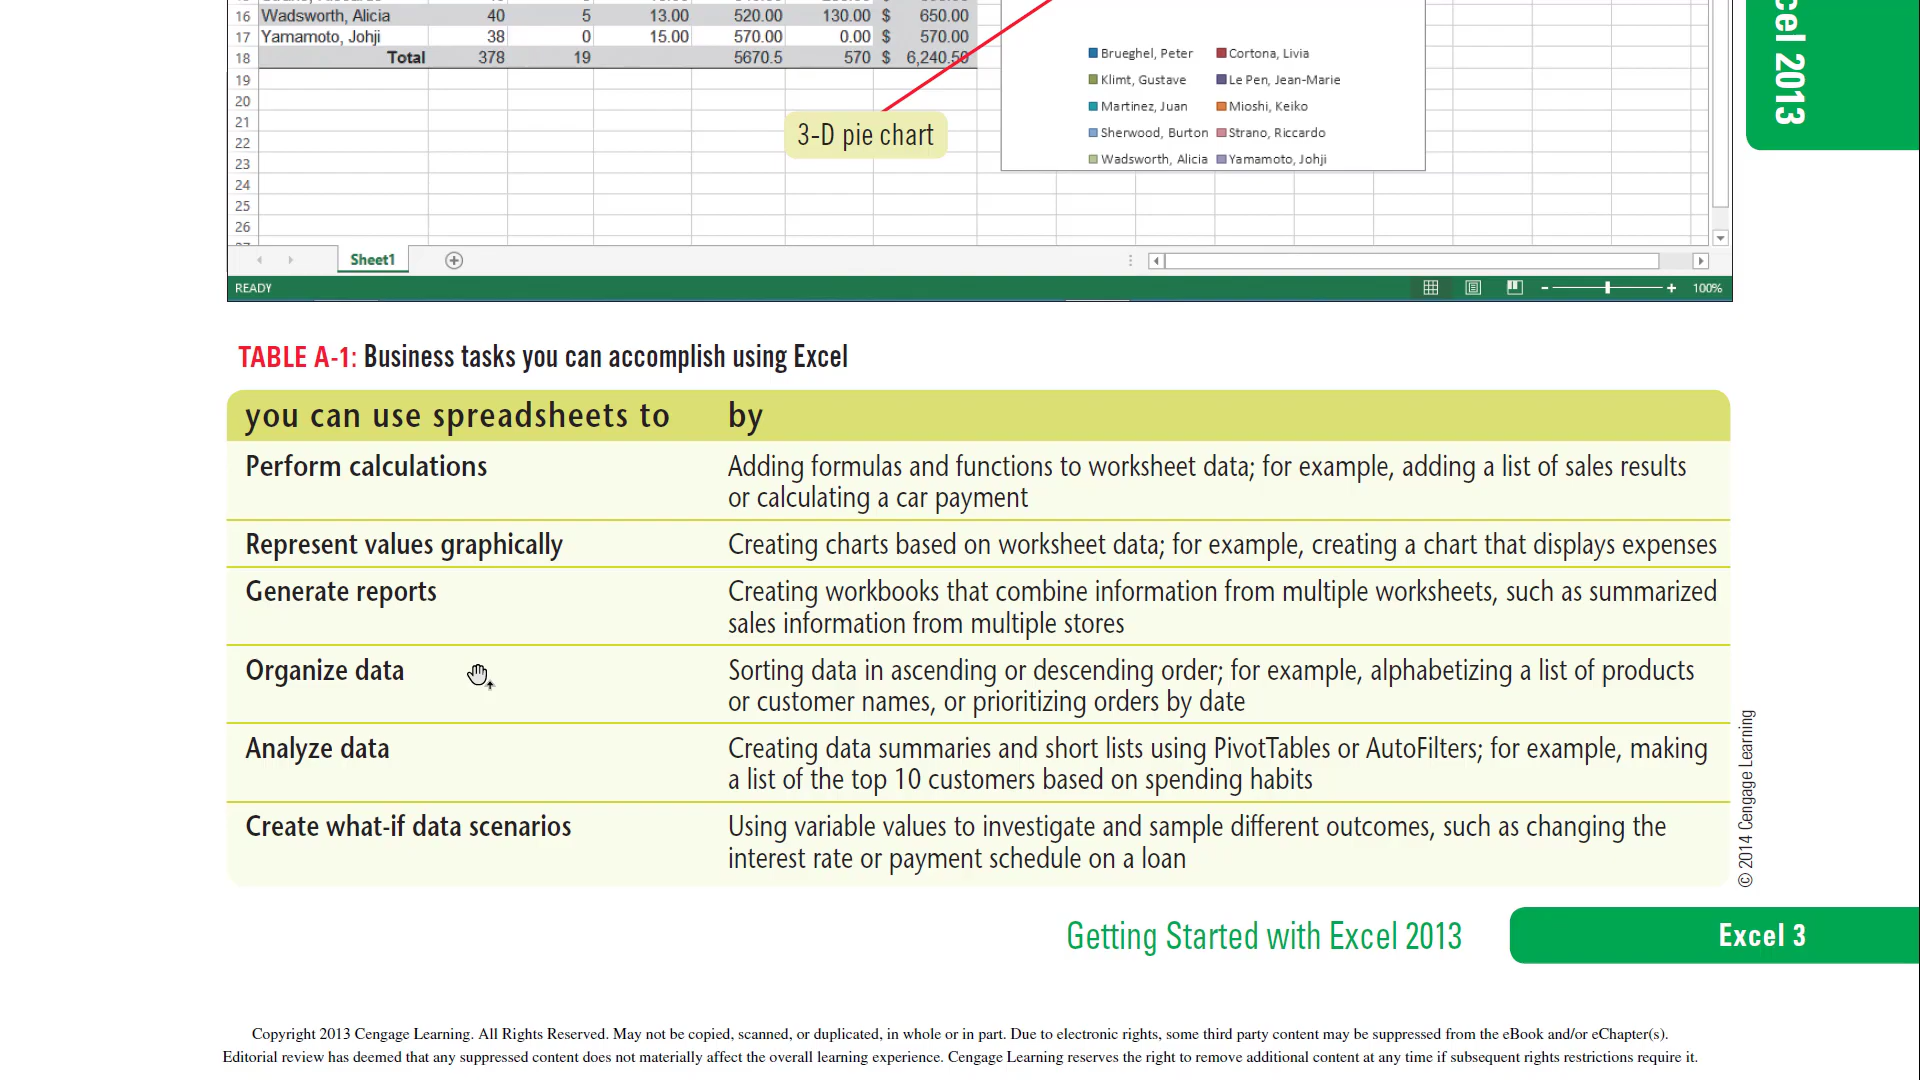 16 Wadsworth, Alicia 40 5 13.00 520.00 130.00 $ 650.00
17 Yamamoto, Johji 38 0 15.00 570.00 0.00 $ 570.00
18 Total 378 19 5670.5 570 $ 6,240.50
19
20
21
22
23
24
25
26
3-D pie chart
Brueghel, Peter Cortona, Livia
Klimt, Gustave Le Pen, Jean-Marie
Martinez, Juan Mioshi, Keiko
Sherwood, Burton Strano, Riccardo
Wadsworth, Alicia Yamamoto, Johji
2013
Sheet1
READY 100%
TABLE A-1: Business tasks you can accomplish using Excel
you can use spreadsheets to by
Perform calculations Adding formulas and functions to worksheet data; for example, adding a list of sales results
or calculating a car payment
Represent values graphically Creating charts based on worksheet data; for example, creating a chart that displays expenses
Generate reports Creating workbooks that combine information from multiple worksheets, such as summarized
sales information from multiple stores
Organize data Sorting data in ascending or descending order; for example, alphabetizing a list of products
or customer names, or prioritizing orders by date
Analyze data Creating data summaries and short lists using PivotTables or AutoFilters; for example, making
a list of the top 10 customers based on spending habits
Create what-if data scenarios Using variable values to investigate and sample different outcomes, such as changing the
interest rate or payment schedule on a loan
© 2014 Cengage Learning
Getting Started with Excel 2013 Excel 3
Copyright 2013 Cengage Learning. All Rights Reserved. May not be copied, scanned, or duplicated, in whole or in part. Due to electronic rights, some third party content may be suppressed from the eBook and/or eChapter(s).
Editorial review has deemed that any suppressed content does not materially affect the overall learning experience. Cengage Learning reserves the right to remove additional content at any time if subsequent rights restrictions require it.